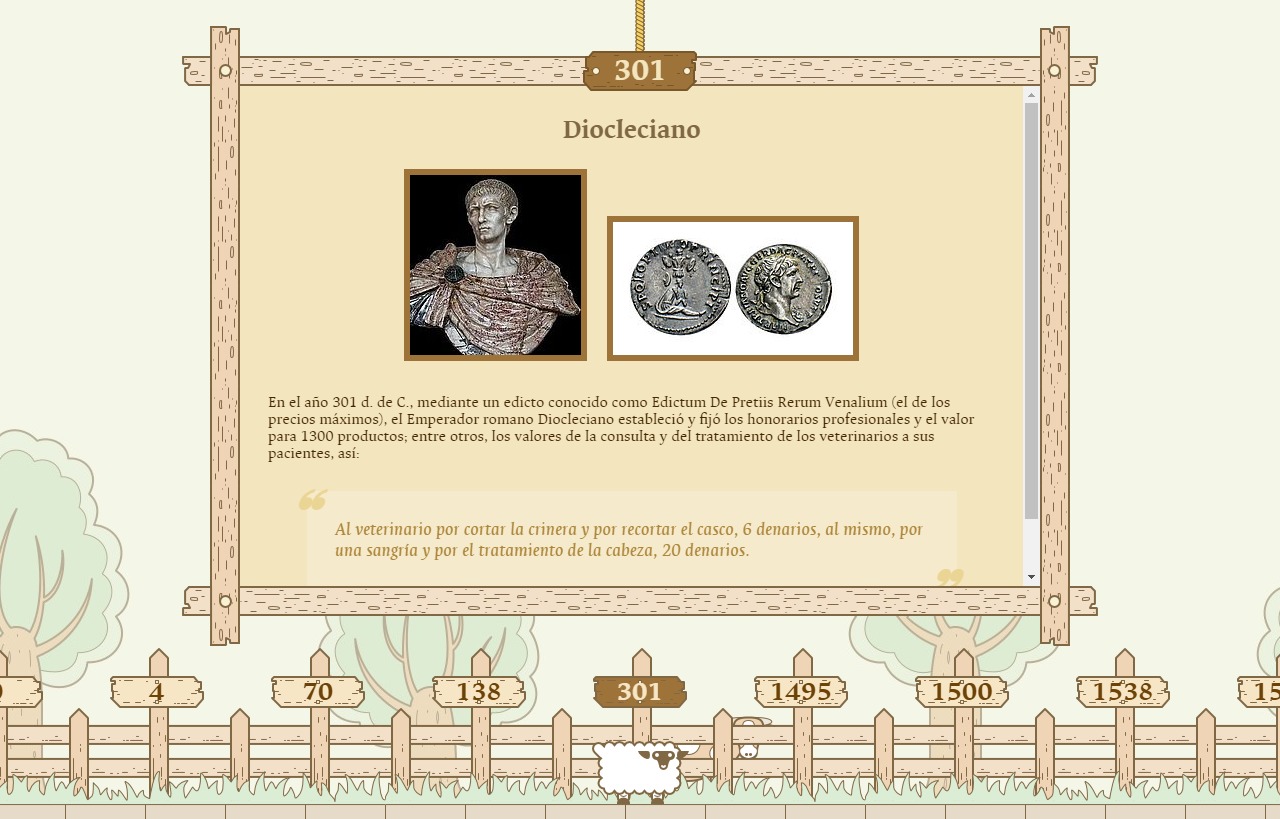 301
Diocleciano
En el año 301 d. de C., mediante un edicto conocido como Edictum De Pretiis Rerum Venalium (el de los
precios máximos), el Emperador romano Diocleciano estableció y fijó los honorarios profesionales y el valor
para 1300 productos; entre otros, los valores de la consulta y del tratamiento de los veterinarios a sus
pacientes, así:
“
Al veterinario por cortar la crinera y por recortar el casco, 6 denarios, al mismo, por
una sangría y por el tratamiento de la cabeza, 20 denarios.
”
4 70 138 301 1495 1500 1538